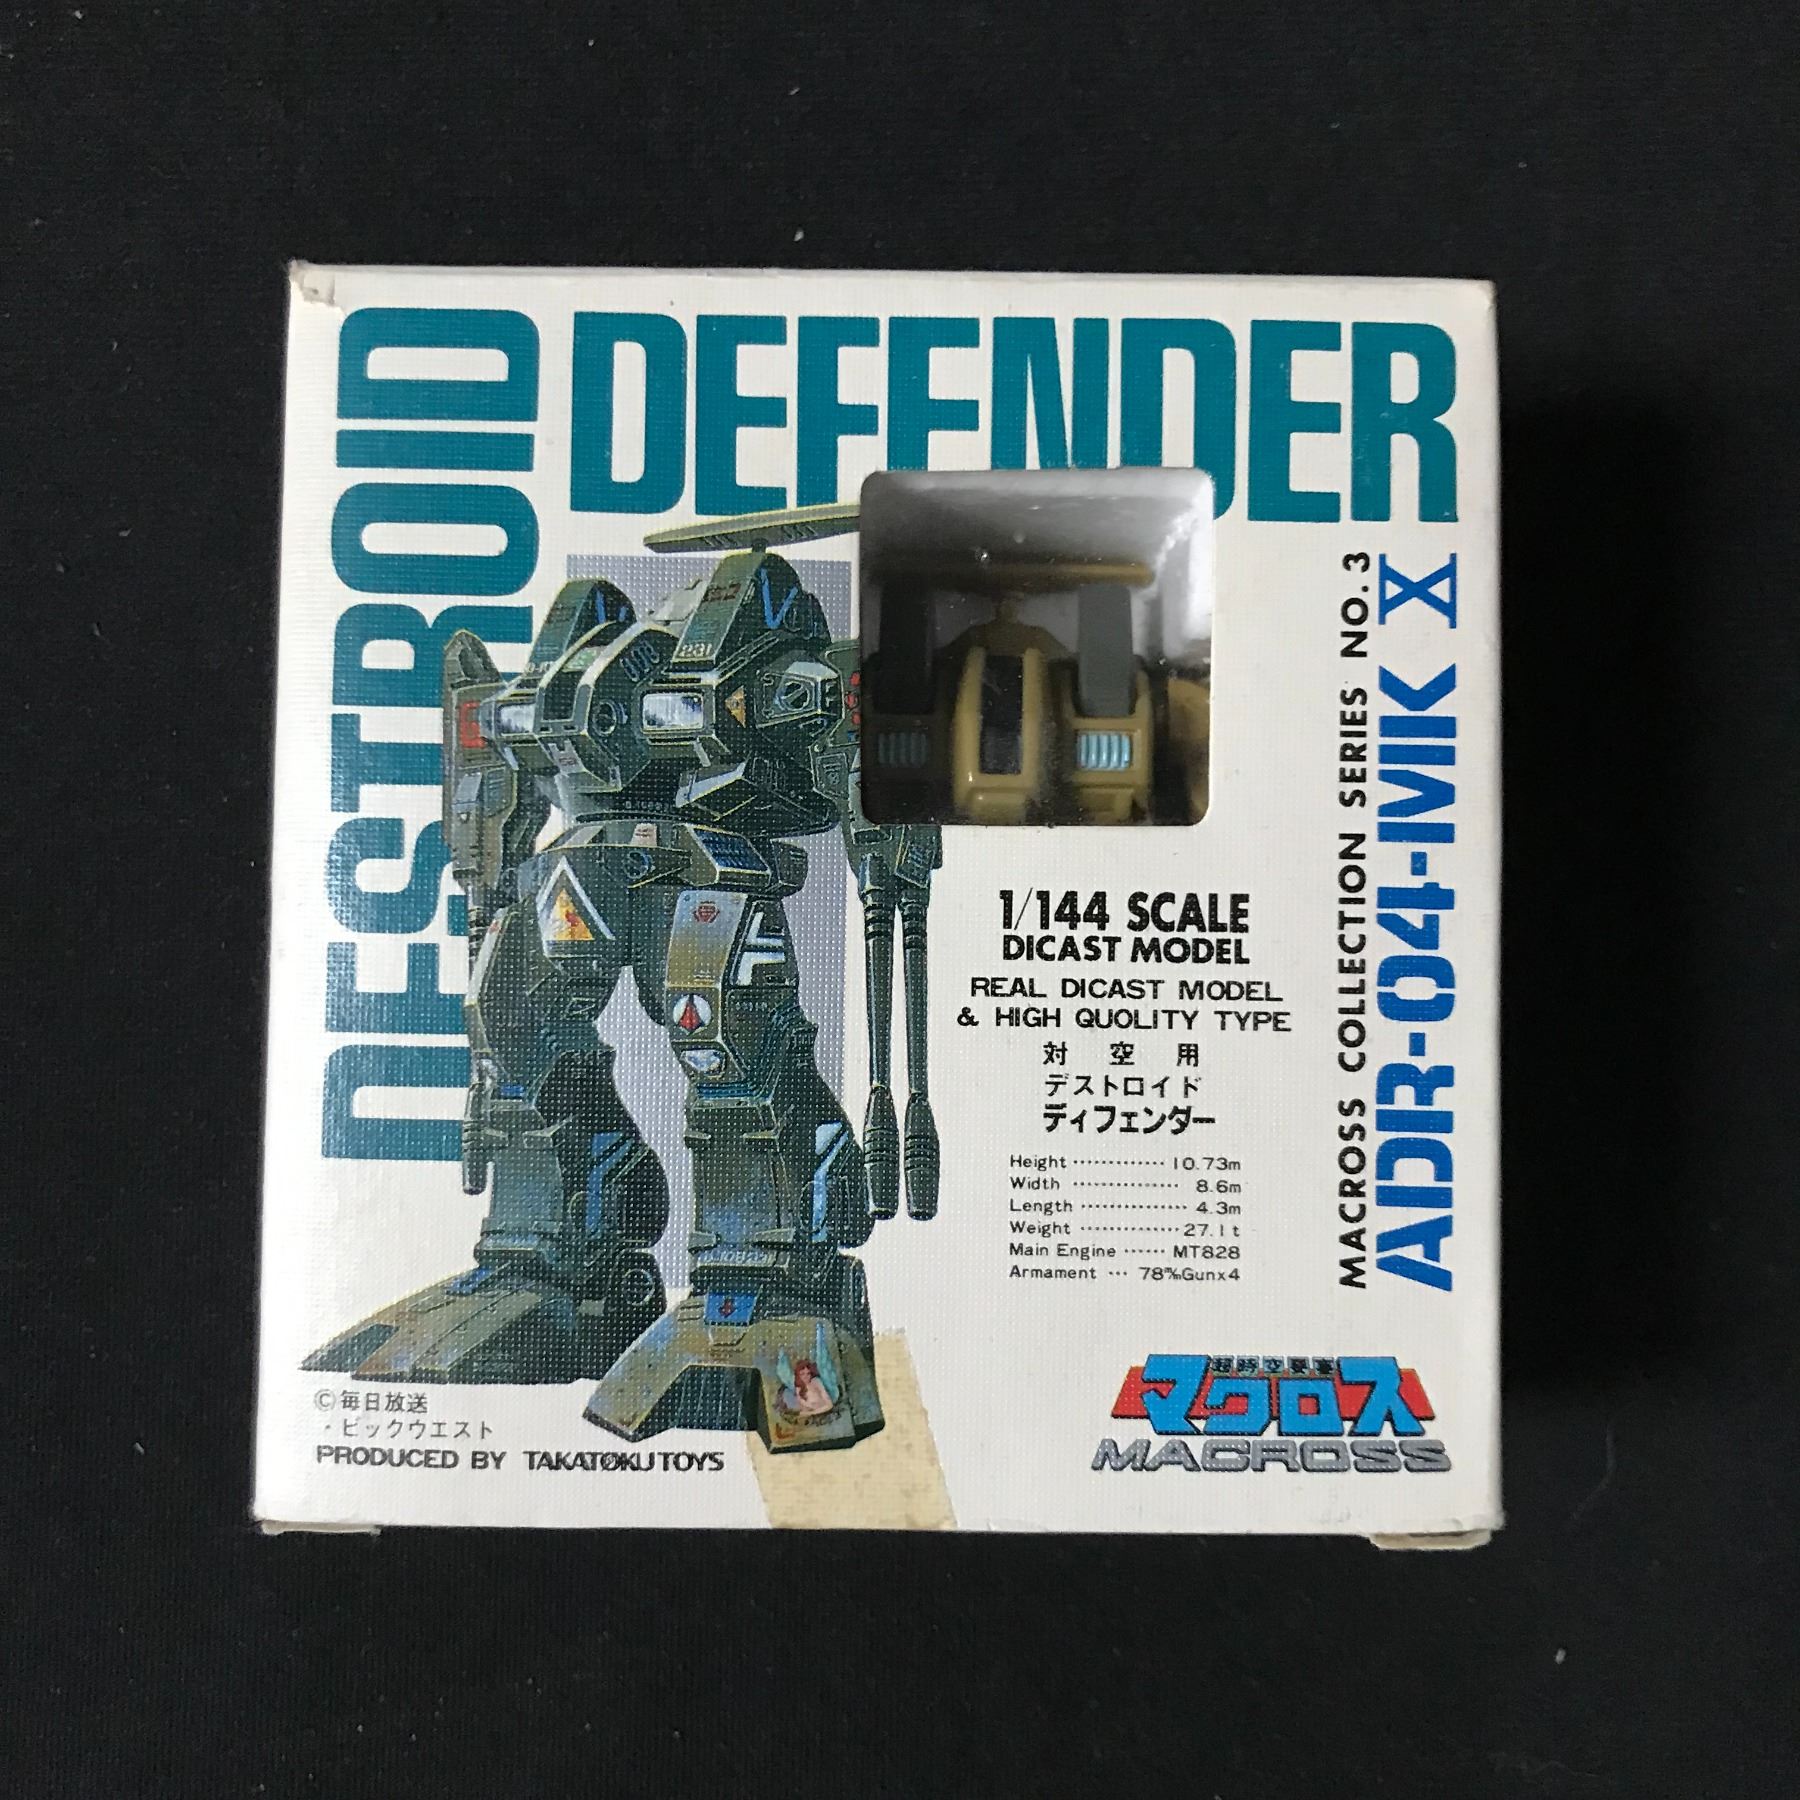 DESTROID
DEFENDER
MACROSS COLLECTION SERIES NO.3
ADR-04-MK X
1/144 SCALE
DICAST MODEL
REAL DICAST MODEL
& HIGH QUOLITY TYPE
対空用
デストロイド
ディフェンダー
Height ············· 10.73m
Width ··············· 8.6m
Length ··············· 4.3m
Weight ·············· 27.1t
Main Engine ······ MT828
Armament ··· 78㎜Gunx4
超時空要塞
マクロス
MACROSS
©毎日放送
・ビックウエスト
PRODUCED BY TAKATOKU TOYS